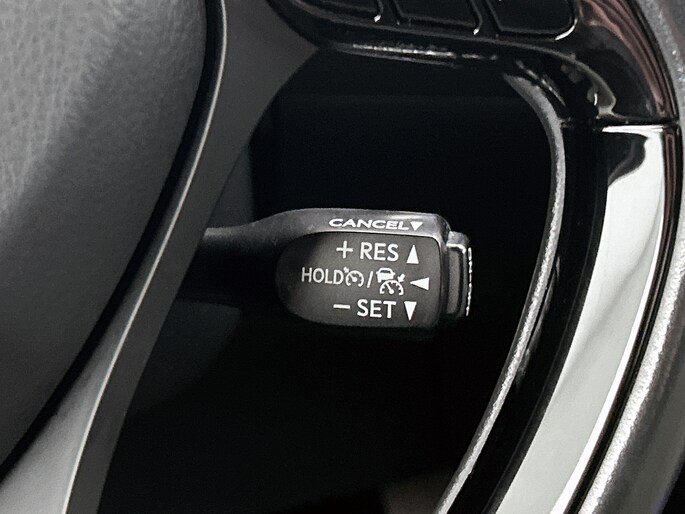 CANCEL▼
+ RES ▲
HOLD / ◀
− SET ▼